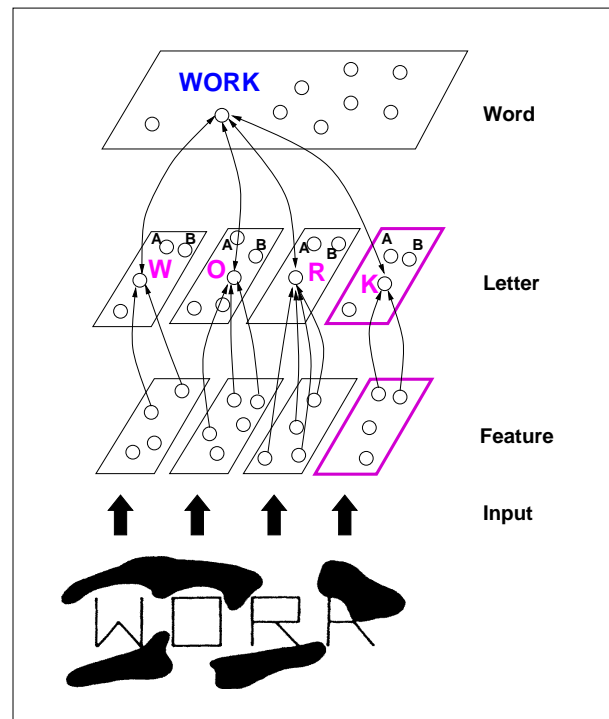 WORK
Word
A B A B A B A B
W O R K
Letter
Feature
Input
W O R